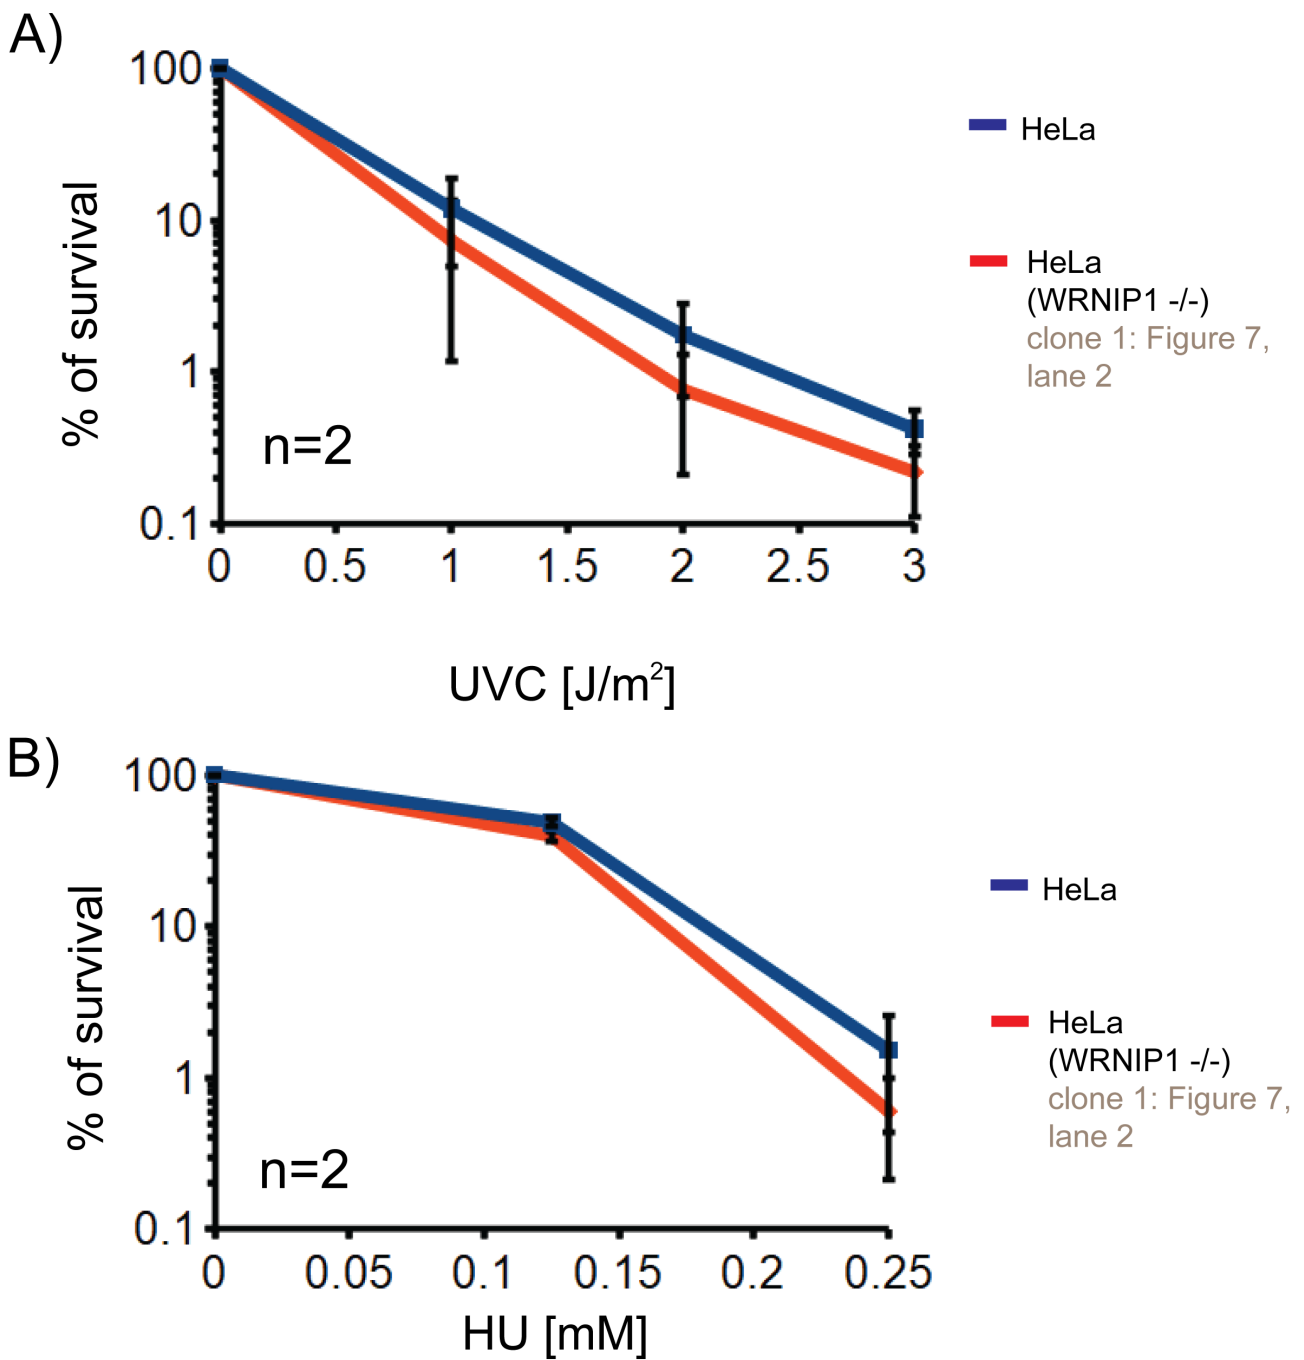 A)
100
10
1
0.1
% of survival
n=2
0 0.5 1 1.5 2 2.5 3
UVC [J/m²]
HeLa
HeLa
(WRNIP1 -/-)
clone 1: Figure 7,
lane 2
B)
100
10
1
0.1
% of survival
n=2
0 0.05 0.1 0.15 0.2 0.25
HU [mM]
HeLa
HeLa
(WRNIP1 -/-)
clone 1: Figure 7,
lane 2